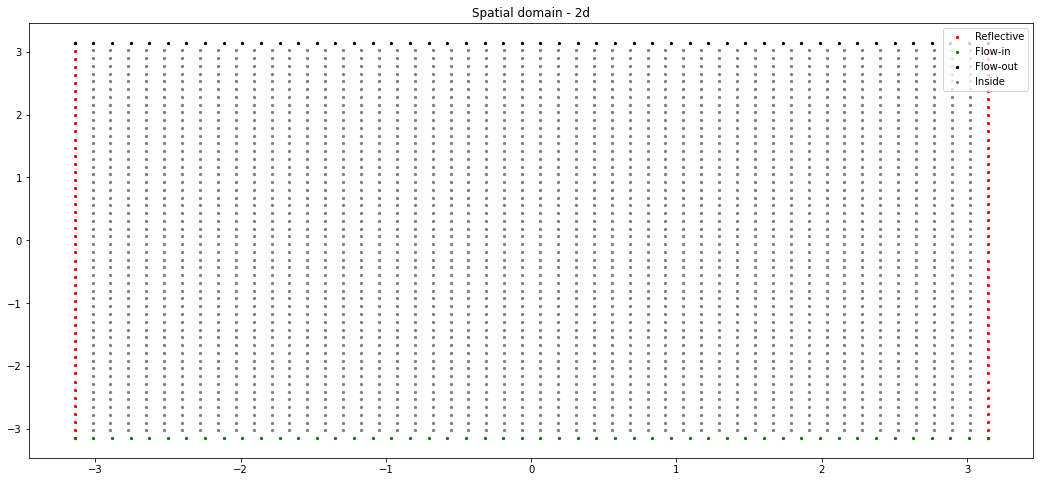 Spatial domain - 2d
Reflective
Flow-in
Flow-out
Inside
3
2
1
0
−1
−2
−3
−3
−2
−1
0
1
2
3